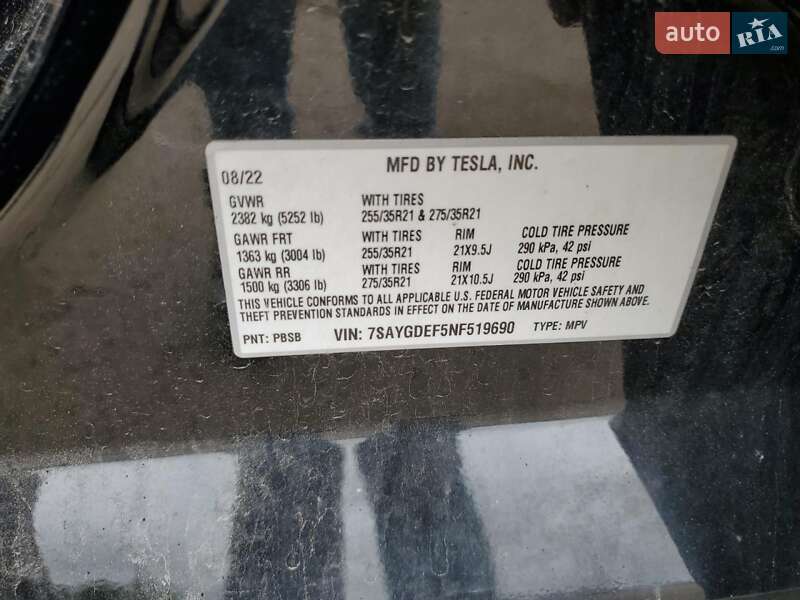 auto RIA .com
MFD BY TESLA, INC.
08/22
GVWR WITH TIRES
2382 kg (5252 lb) 255/35R21 & 275/35R21
GAWR FRT WITH TIRES RIM COLD TIRE PRESSURE
1363 kg (3004 lb) 255/35R21 21X9.5J 290 kPa, 42 psi
GAWR RR WITH TIRES RIM COLD TIRE PRESSURE
1500 kg (3306 lb) 275/35R21 21X10.5J 290 kPa, 42 psi
THIS VEHICLE CONFORMS TO ALL APPLICABLE U.S. FEDERAL MOTOR VEHICLE SAFETY AND
THEFT PREVENTION STANDARDS IN EFFECT ON THE DATE OF MANUFACTURE SHOWN ABOVE.
PNT: PBSB VIN: 7SAYGDEF5NF519690 TYPE: MPV